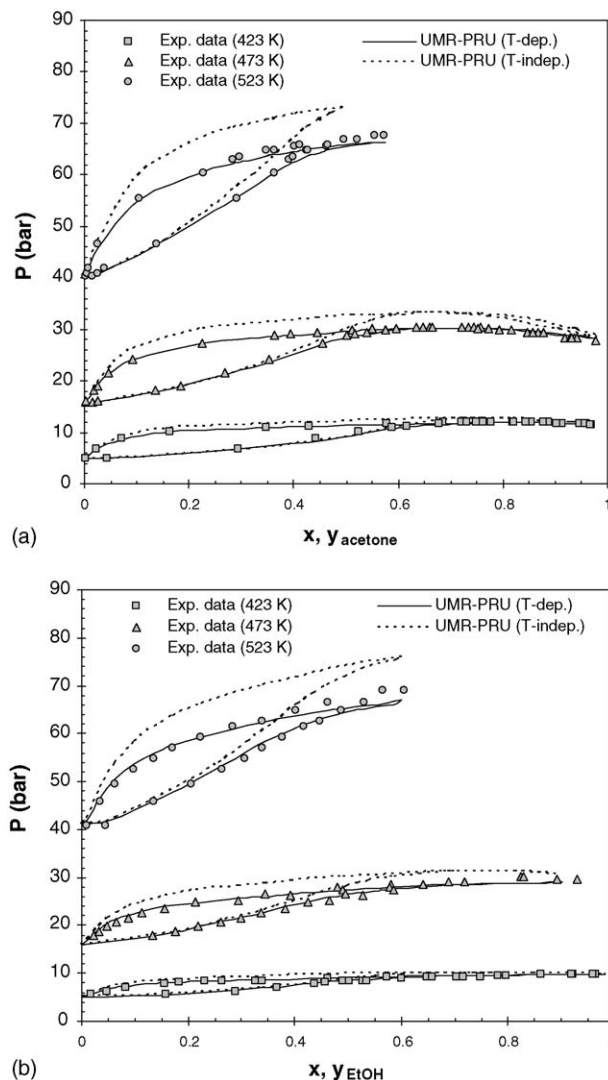 90
80
70
60
50
40
30
20
10
0
P (bar)
Exp. data (423 K)
Exp. data (473 K)
Exp. data (523 K)
UMR-PRU (T-dep.)
UMR-PRU (T-indep.)
0 0.2 0.4 0.6 0.8 1
(a)
x, y acetone
90
80
70
60
50
40
30
20
10
0
P (bar)
Exp. data (423 K)
Exp. data (473 K)
Exp. data (523 K)
UMR-PRU (T-dep.)
UMR-PRU (T-indep.)
0 0.2 0.4 0.6 0.8
(b)
x, y EtOH